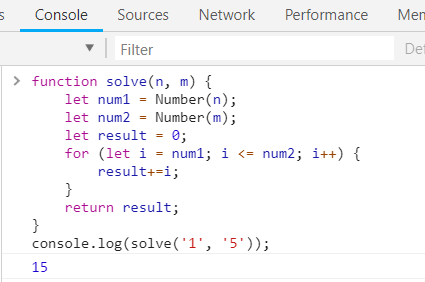 s Console Sources Network Performance Mem
▼ Filter Def
> function solve(n, m) {
    let num1 = Number(n);
    let num2 = Number(m);
    let result = 0;
    for (let i = num1; i <= num2; i++) {
        result+=i;
    }
    return result;
}
console.log(solve('1', '5'));
15